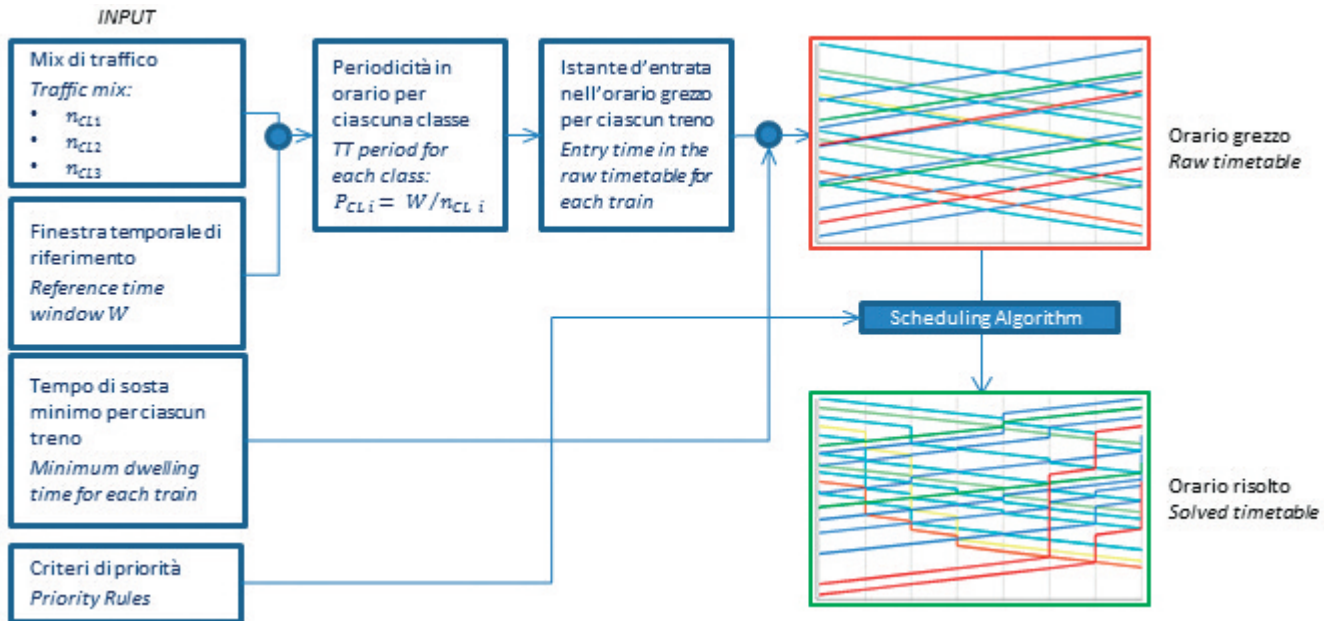 INPUT
Mix di traffico
Traffic mix:
• n_CL1
• n_CL2
• n_CL3
Finestra temporale di
riferimento
Reference time
window W
Tempo di sosta
minimo per ciascun
treno
Minimum dwelling
time for each train
Criteri di priorità
Priority Rules
Periodicità in
orario per
ciascuna classe
TT period for
each class:
P_CL i = W/n_CL i
Istante d'entrata
nell'orario grezzo
per ciascun treno
Entry time in the
raw timetable for
each train
Orario grezzo
Raw timetable
Scheduling Algorithm
Orario risolto
Solved timetable